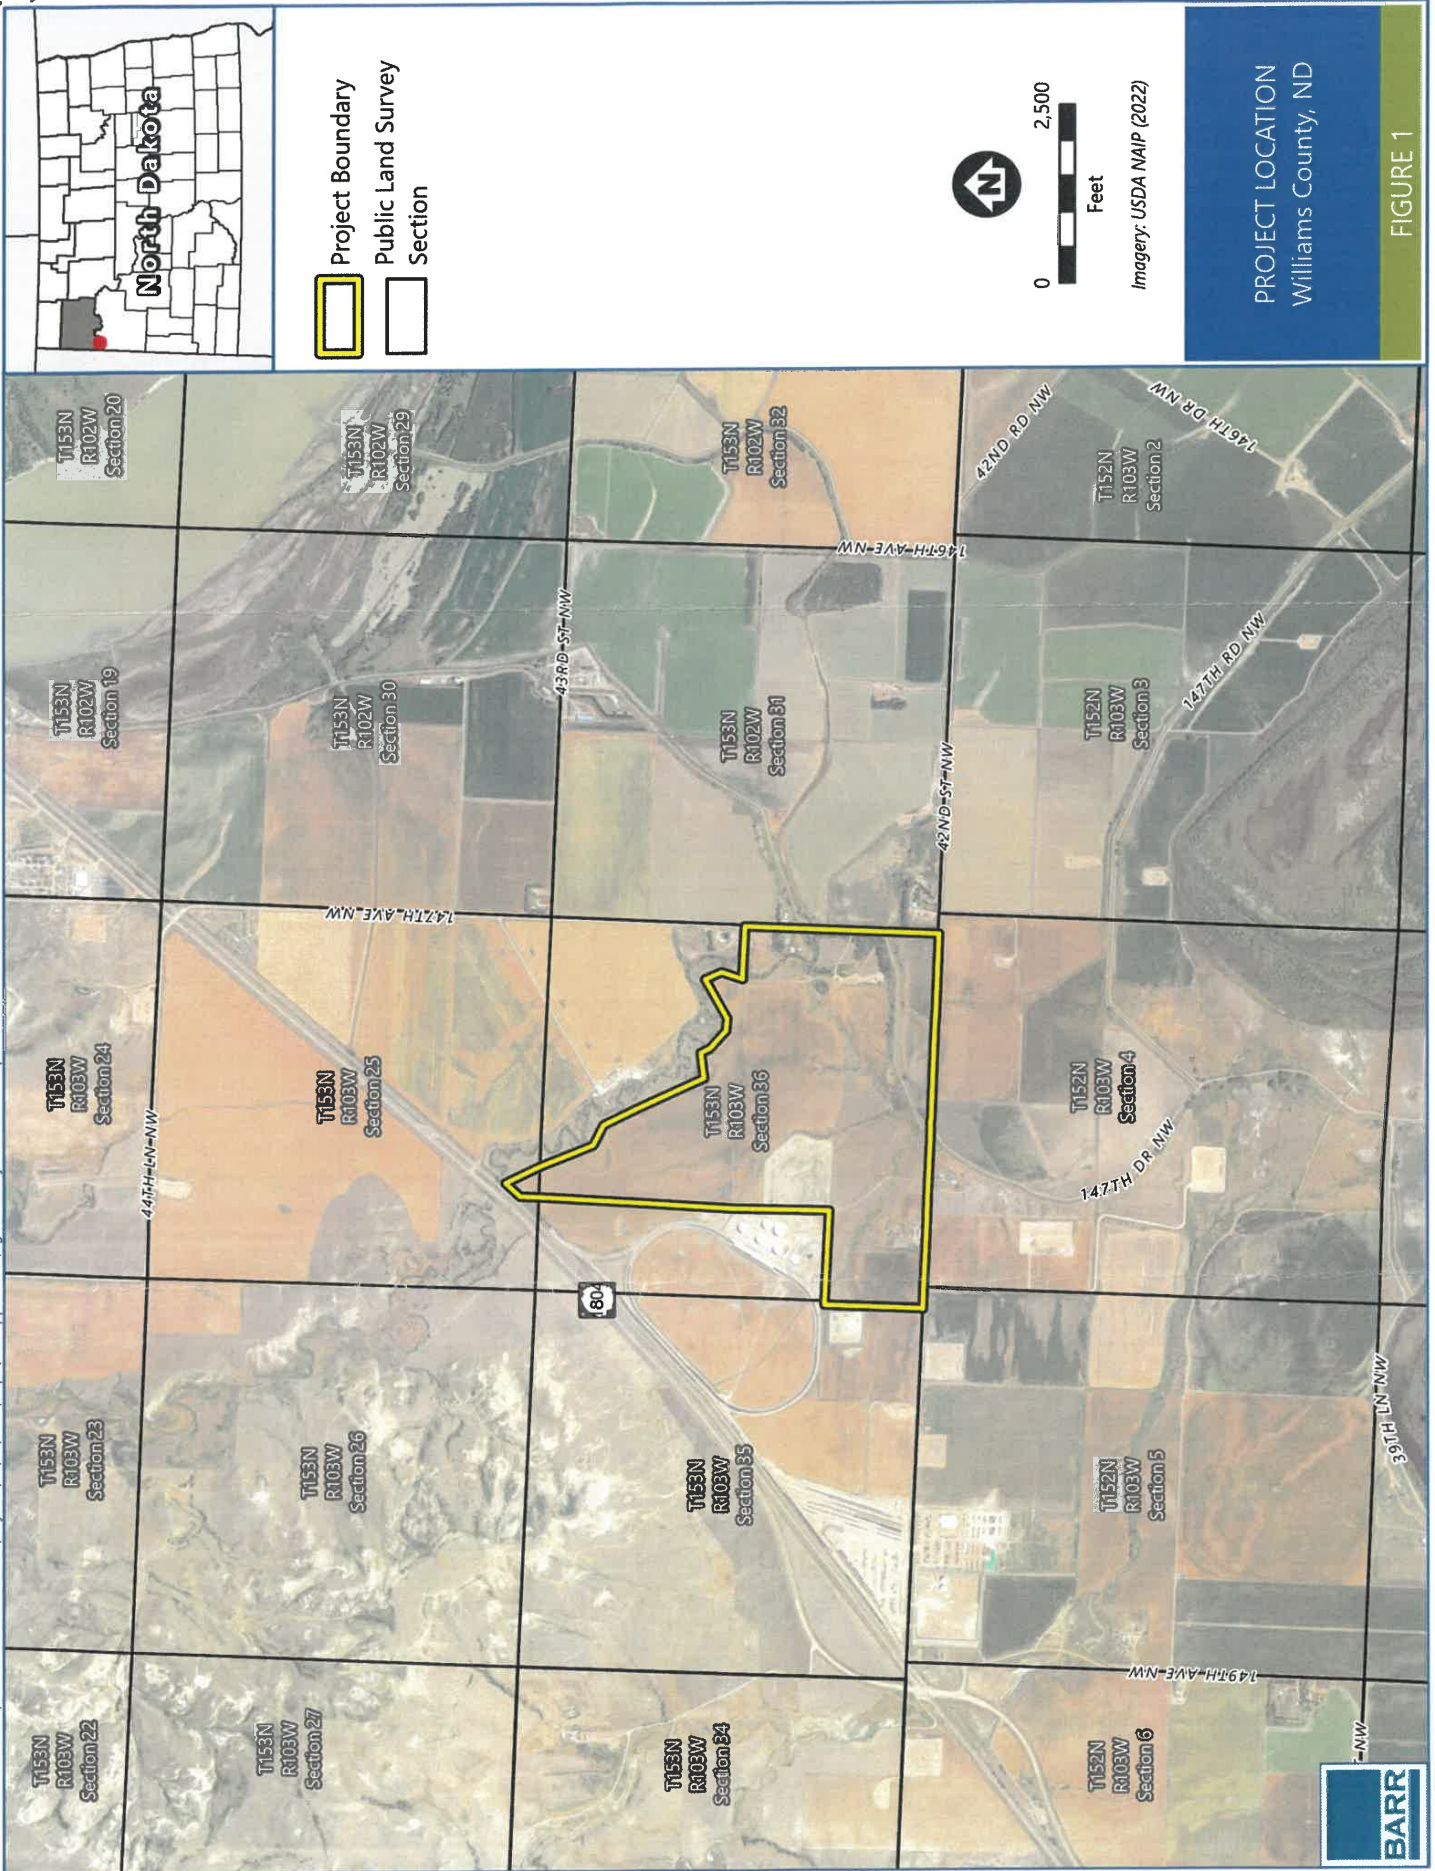 T153N
R103W
Section 22
T153N
R103W
Section 23
T153N
R103W
Section 24
T153N
R102W
Section 19
T153N
R102W
Section 20
44TH LN NW
T153N
R103W
Section 27
T153N
R103W
Section 26
T153N
R103W
Section 25
147TH AVE NW
T153N
R102W
Section 30
T153N
R102W
Section 29
43RD ST NW
804
T153N
R103W
Section 34
T153N
R103W
Section 35
T153N
R103W
Section 36
T153N
R102W
Section 31
T153N
R102W
Section 32
146TH AVE NW
42ND ST NW
42ND RD NW
T152N
R103W
Section 6
149TH AVE NW
T152N
R103W
Section 5
T152N
R103W
Section 4
147TH DR NW
T152N
R103W
Section 3
147TH RD NW
T152N
R103W
Section 2
146TH DR NW
39TH LN NW
NW
BARR
North Dakota
Project Boundary
Public Land Survey
Section
N
0
2,500
Feet
Imagery: USDA NAIP (2022)
PROJECT LOCATION
Williams County, ND
FIGURE 1